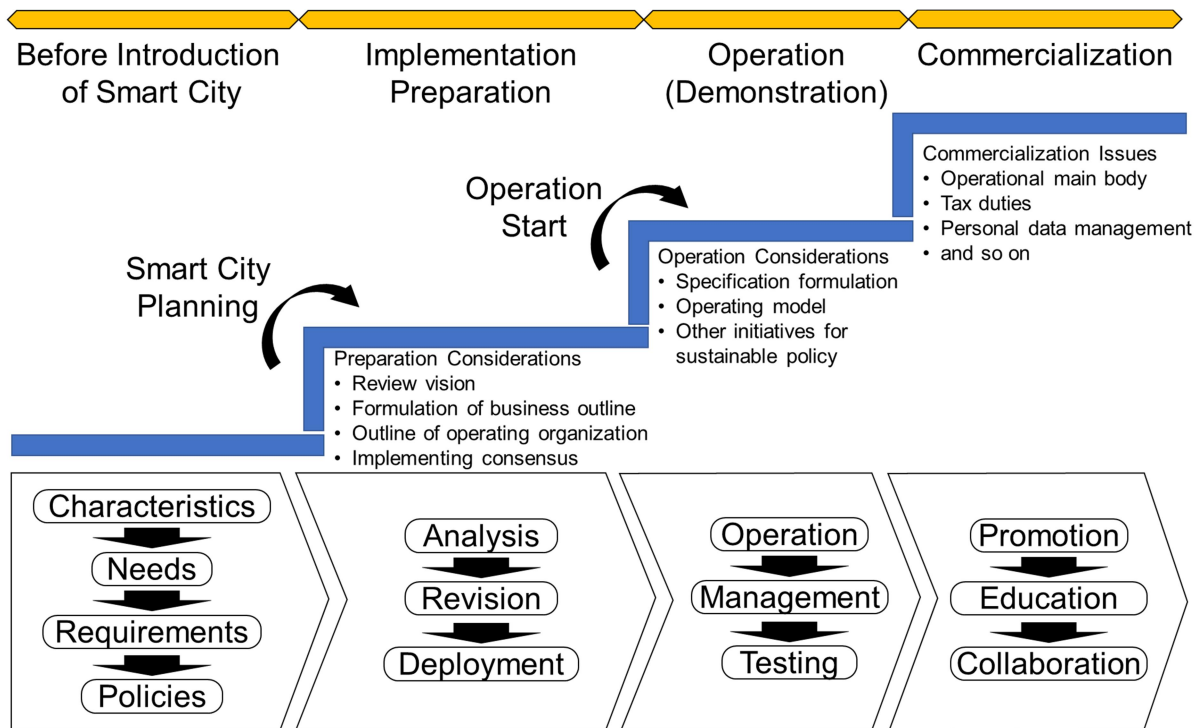 Before Introduction
of Smart City
Implementation
Preparation
Operation
(Demonstration)
Commercialization
Smart City
Planning
Operation
Start
Preparation Considerations
• Review vision
• Formulation of business outline
• Outline of operating organization
• Implementing consensus
Operation Considerations
• Specification formulation
• Operating model
• Other initiatives for
sustainable policy
Commercialization Issues
• Operational main body
• Tax duties
• Personal data management
• and so on
Characteristics
Needs
Requirements
Policies
Analysis
Revision
Deployment
Operation
Management
Testing
Promotion
Education
Collaboration